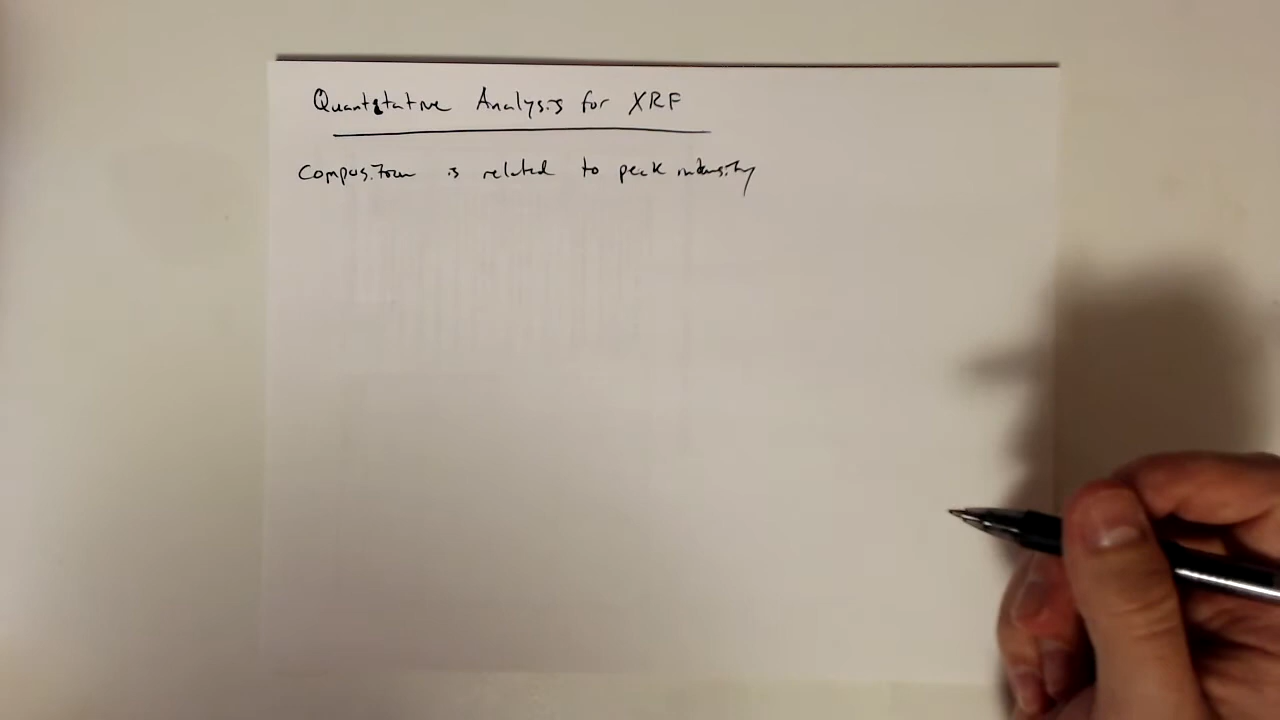 Quantitative Analysis for XRF
Composition is related to peak intensity